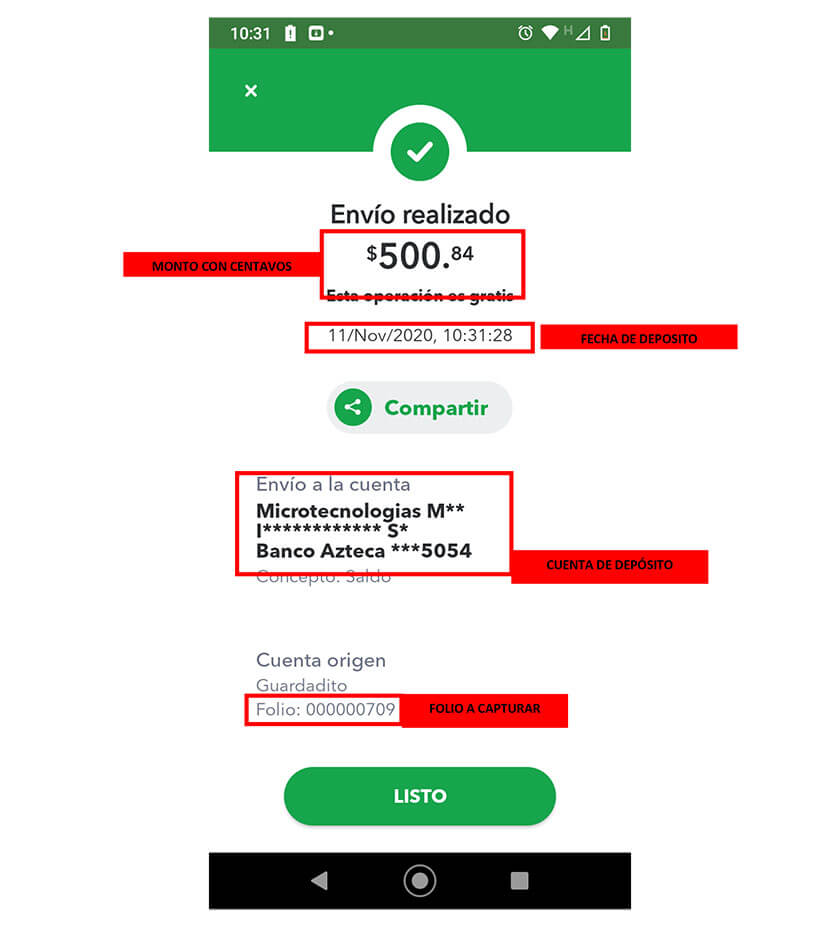 10:31
H
Envío realizado
$500.84
MONTO CON CENTAVOS
Esta operación es gratis
11/Nov/2020, 10:31:28
FECHA DE DEPOSITO
Compartir
Envío a la cuenta
Microtecnologias M**
I************ S*
Banco Azteca ***5054
CUENTA DE DEPÓSITO
Concepto: Saldo
Cuenta origen
Guardadito
Folio: 000000709
FOLIO A CAPTURAR
LISTO